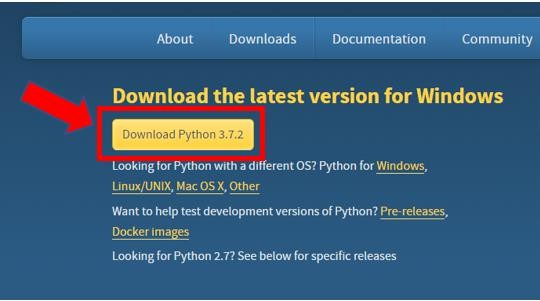 About Downloads Documentation Community
Download the latest version for Windows
Download Python 3.7.2
Looking for Python with a different OS? Python for Windows,
Linux/UNIX, Mac OS X, Other
Want to help test development versions of Python? Pre-releases,
Docker images
Looking for Python 2.7? See below for specific releases